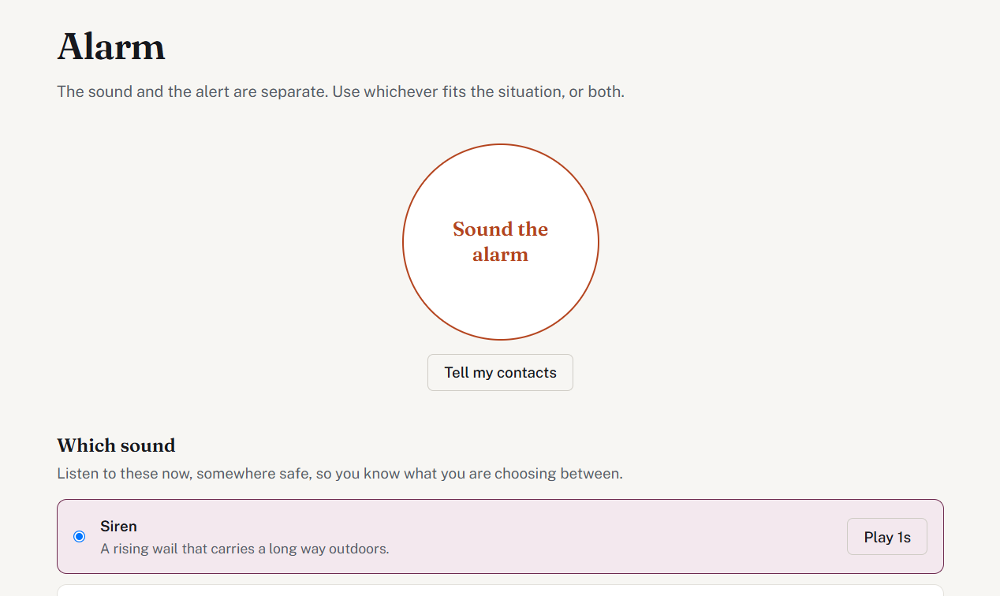 Alarm
The sound and the alert are separate. Use whichever fits the situation, or both.
Sound the
alarm
Tell my contacts
Which sound
Listen to these now, somewhere safe, so you know what you are choosing between.
Siren
A rising wail that carries a long way outdoors.
Play 1s